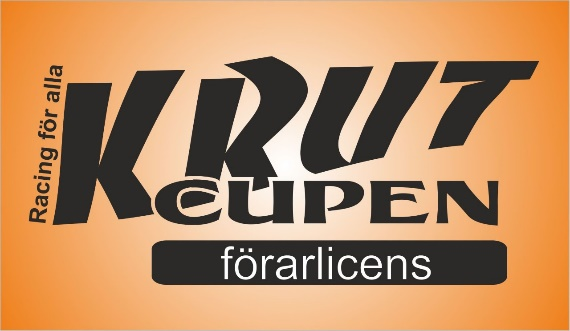 Racing för alla
KRUT
CUPEN
förarlicens